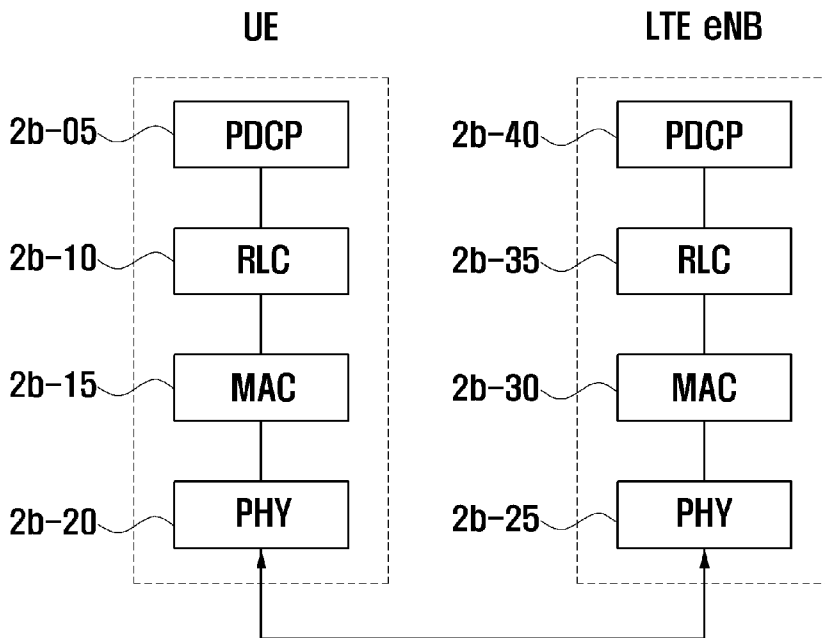 UE LTE eNB
2b-05 PDCP 2b-40 PDCP
2b-10 RLC 2b-35 RLC
2b-15 MAC 2b-30 MAC
2b-20 PHY 2b-25 PHY